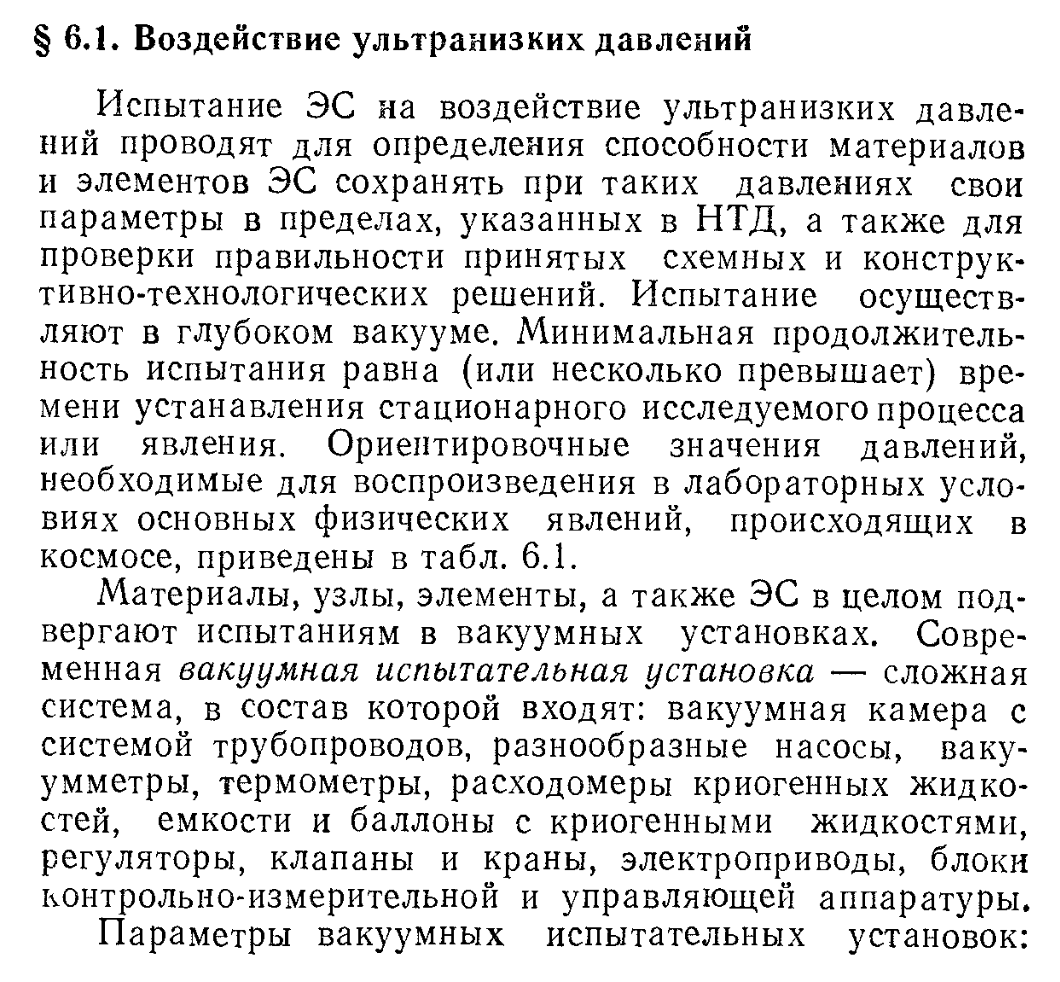 § 6.1. Воздействие ультранизких давлений
Испытание ЭС на воздействие ультранизких давле-
ний проводят для определения способности материалов
и элементов ЭС сохранять при таких давлениях свои
параметры в пределах, указанных в НТД, а также для
проверки правильности принятых схемных и конструк-
тивно-технологических решений. Испытание осуществ-
ляют в глубоком вакууме. Минимальная продолжитель-
ность испытания равна (или несколько превышает) вре-
мени устанавления стационарного исследуемого процесса
или явления. Ориентировочные значения давлений,
необходимые для воспроизведения в лабораторных усло-
виях основных физических явлений, происходящих в
космосе, приведены в табл. 6.1.
Материалы, узлы, элементы, а также ЭС в целом под-
вергают испытаниям в вакуумных установках. Совре-
менная вакуумная испытательная установка — сложная
система, в состав которой входят: вакуумная камера с
системой трубопроводов, разнообразные насосы, ваку-
умметры, термометры, расходомеры криогенных жидко-
стей, емкости и баллоны с криогенными жидкостями,
регуляторы, клапаны и краны, электроприводы, блоки
контрольно-измерительной и управляющей аппаратуры.
Параметры вакуумных испытательных установок: